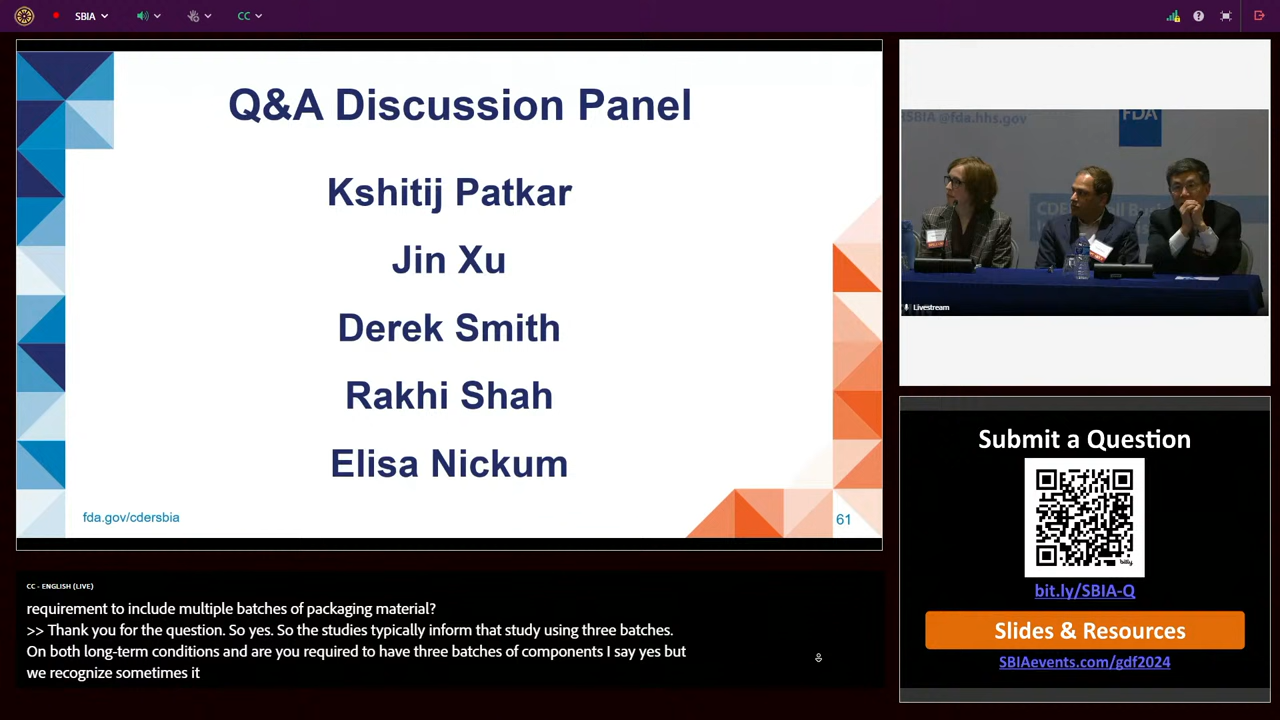 SBIA
CC
Q&A Discussion Panel
Kshitij Patkar
Jin Xu
Derek Smith
Rakhi Shah
Elisa Nickum
fda.gov/cdersbia
61
RSBIA @fda.hhs.gov
FDA
Livestream
Submit a Question
bitly
bit.ly/SBIA-Q
Slides & Resources
SBIAevents.com/gdf2024
CC - ENGLISH (LIVE)
requirement to include multiple batches of packaging material?
>> Thank you for the question. So yes. So the studies typically inform that study using three batches.
On both long-term conditions and are you required to have three batches of components I say yes but
we recognize sometimes it